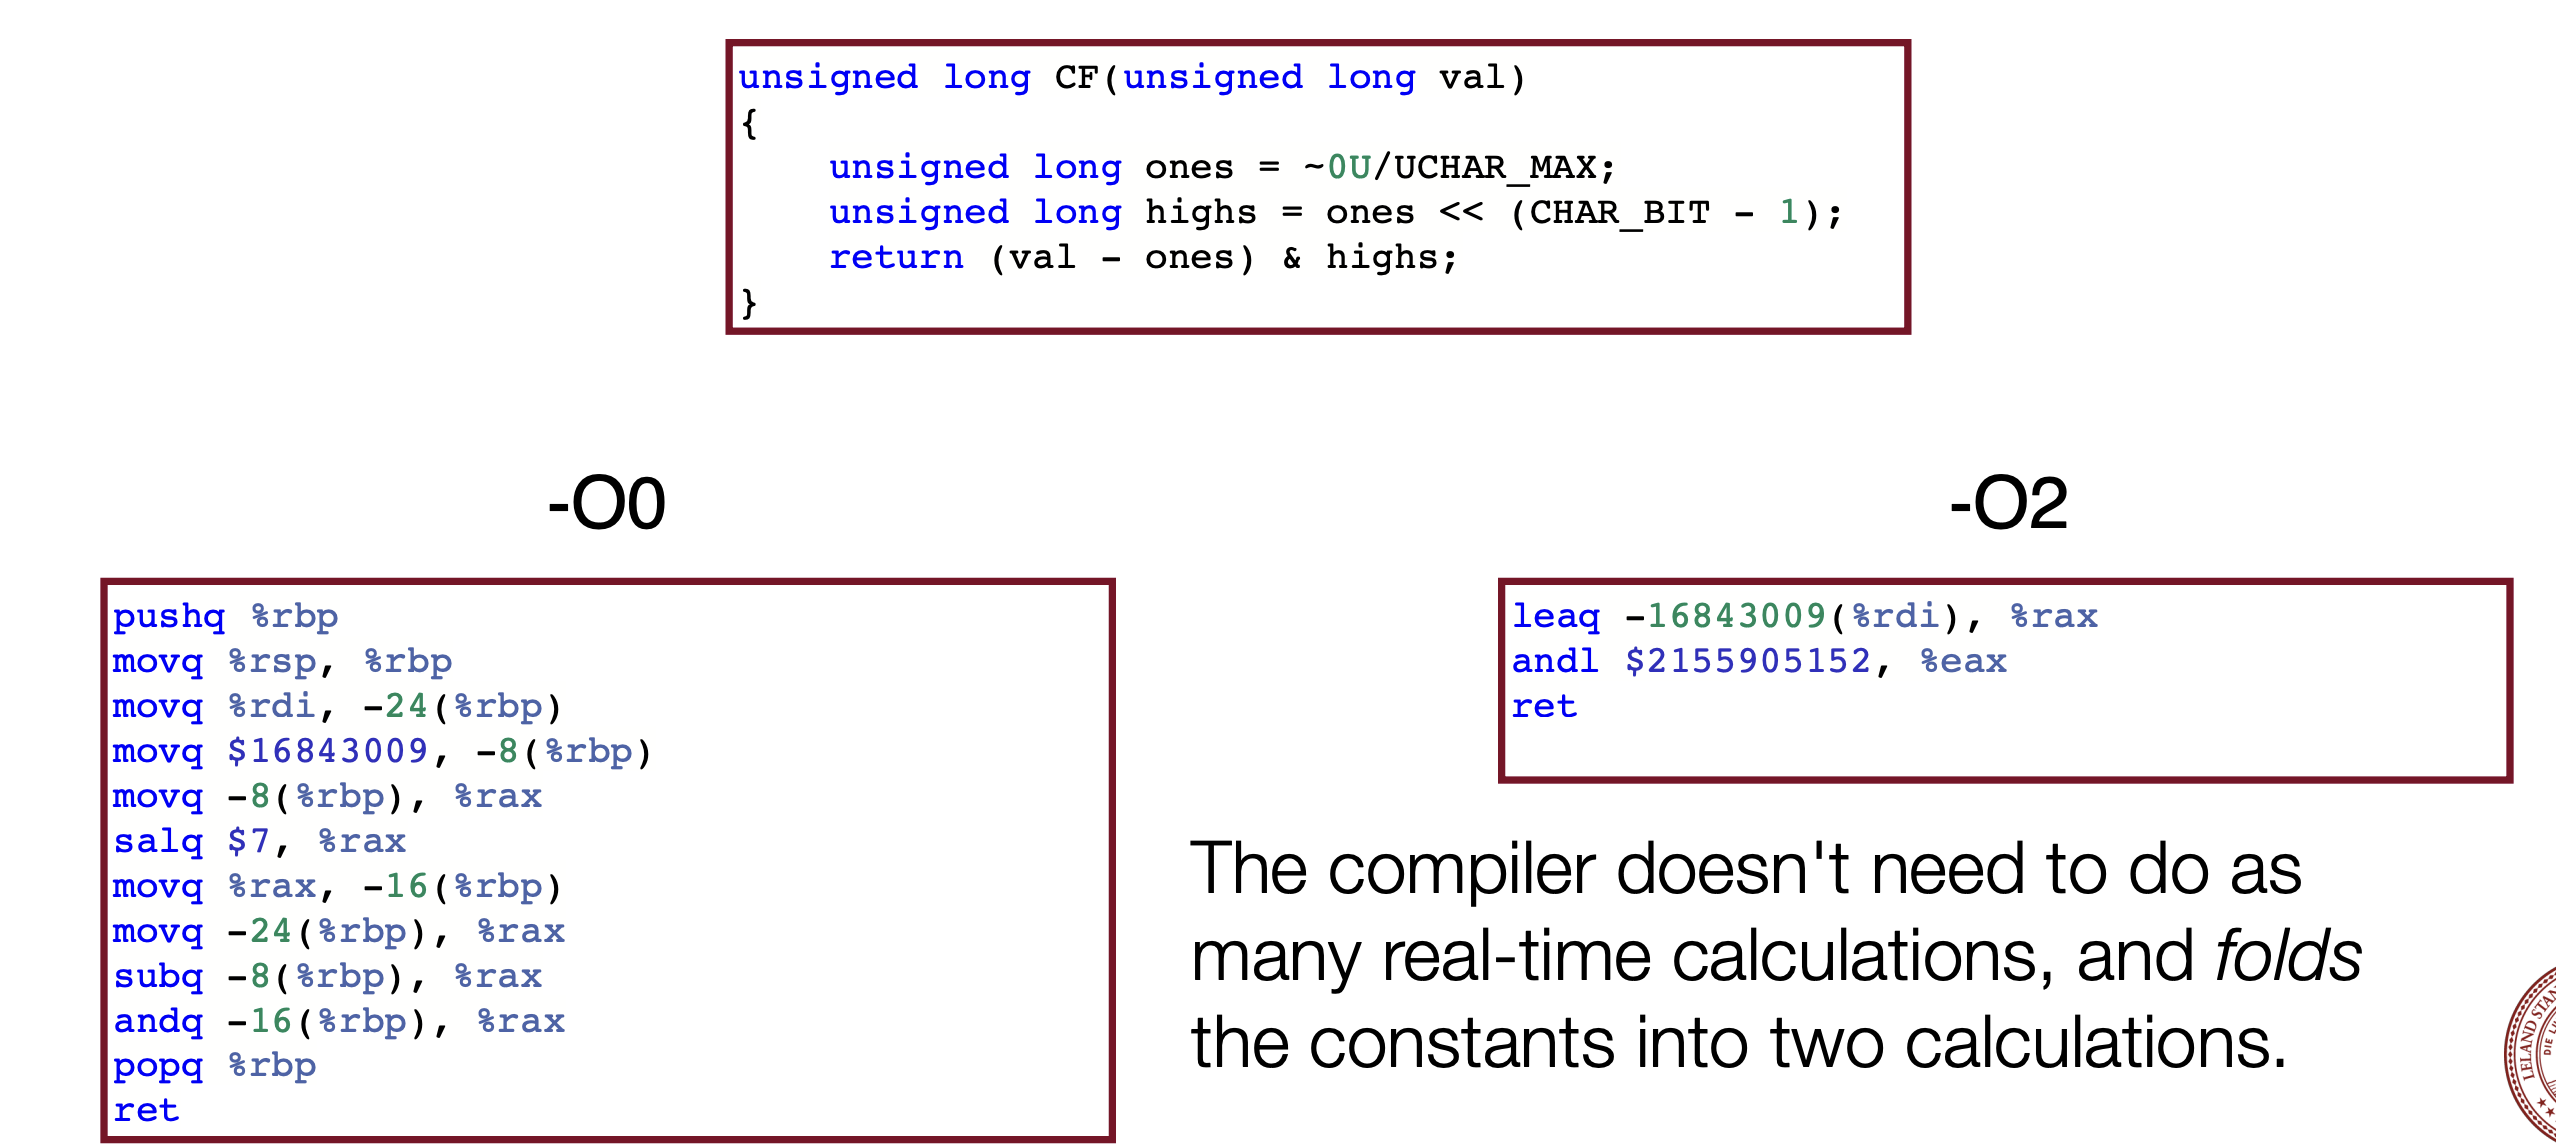 unsigned long CF(unsigned long val)
{
    unsigned long ones = ~0U/UCHAR_MAX;
    unsigned long highs = ones << (CHAR_BIT - 1);
    return (val - ones) & highs;
}
-O0
-O2
pushq %rbp
movq %rsp, %rbp
movq %rdi, -24(%rbp)
movq $16843009, -8(%rbp)
movq -8(%rbp), %rax
salq $7, %rax
movq %rax, -16(%rbp)
movq -24(%rbp), %rax
subq -8(%rbp), %rax
andq -16(%rbp), %rax
popq %rbp
ret
leaq -16843009(%rdi), %rax
andl $2155905152, %eax
ret
The compiler doesn't need to do as
many real-time calculations, and folds
the constants into two calculations.
LELAND STAN
DIE